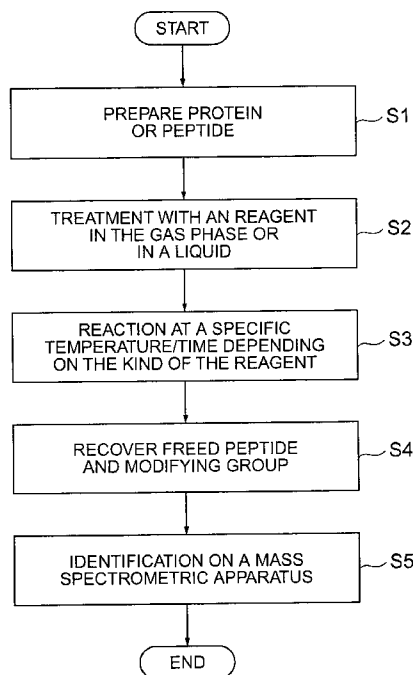 START
PREPARE PROTEIN
OR PEPTIDE
S1
TREATMENT WITH AN REAGENT
IN THE GAS PHASE OR
IN A LIQUID
S2
REACTION AT A SPECIFIC
TEMPERATURE/TIME DEPENDING
ON THE KIND OF THE REAGENT
S3
RECOVER FREED PEPTIDE
AND MODIFYING GROUP
S4
IDENTIFICATION ON A MASS
SPECTROMETRIC APPARATUS
S5
END